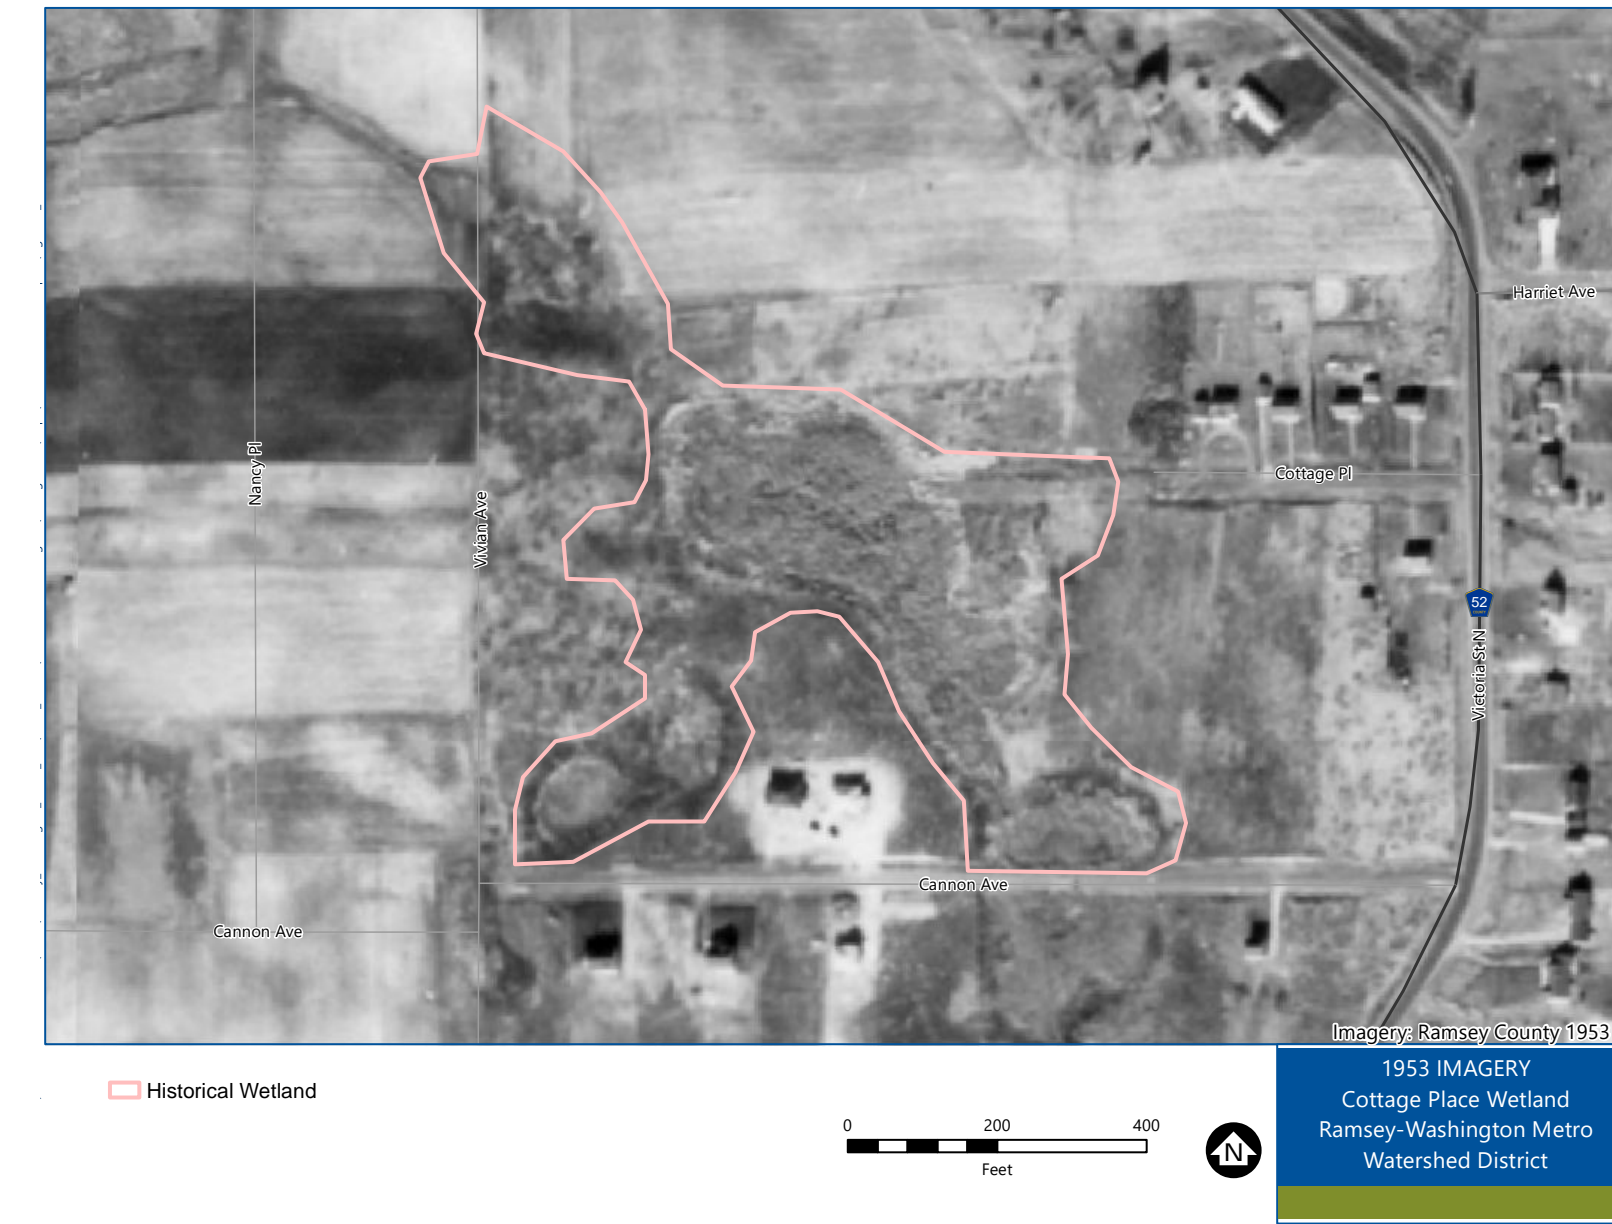 Harriet Ave
Nancy Pl
Cottage Pl
Vivian Ave
52
COUNTY
Victoria St N
Cannon Ave
Cannon Ave
Imagery: Ramsey County 1953
Historical Wetland
0 200 400
Feet
N
1953 IMAGERY
Cottage Place Wetland
Ramsey-Washington Metro
Watershed District